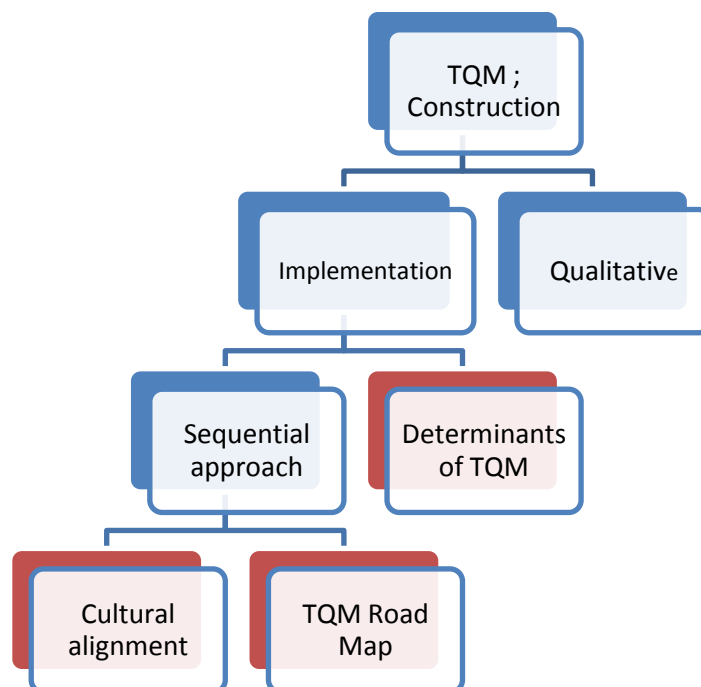 TQM ;
Construction
Implementation
Qualitative
Sequential
approach
Determinants
of TQM
Cultural
alignment
TQM Road
Map